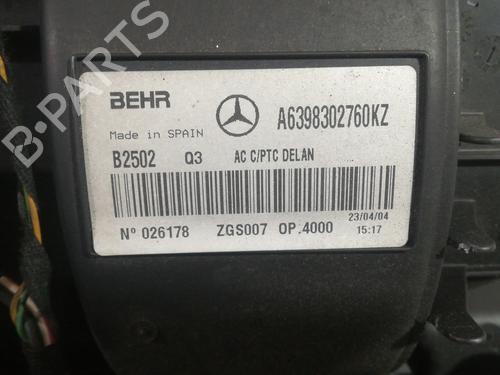 BEHR A6398302760KZ
Made in SPAIN
B2502 Q3 AC C/PTC DELAN
23/04/04
Nº 026178 ZGS007 OP.4000 15:17
B-PARTS